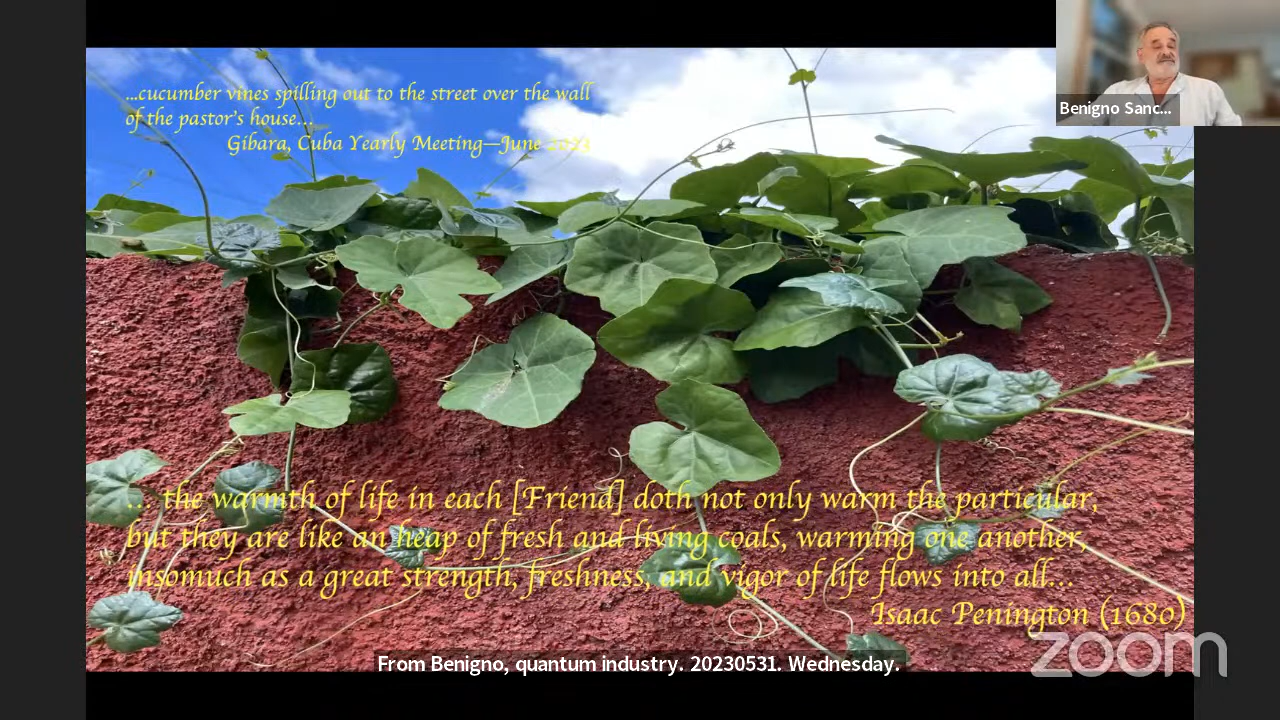 ...cucumber vines spilling out to the street over the wall
of the pastor's house...
Gibara, Cuba Yearly Meeting—June 2023
Benigno Sanc...
... the warmth of life in each [Friend] doth not only warm the particular,
but they are like an heap of fresh and living coals, warming one another,
insomuch as a great strength, freshness, and vigor of life flows into all...
Isaac Penington (1680)
zoom
From Benigno, quantum industry. 20230531. Wednesday.